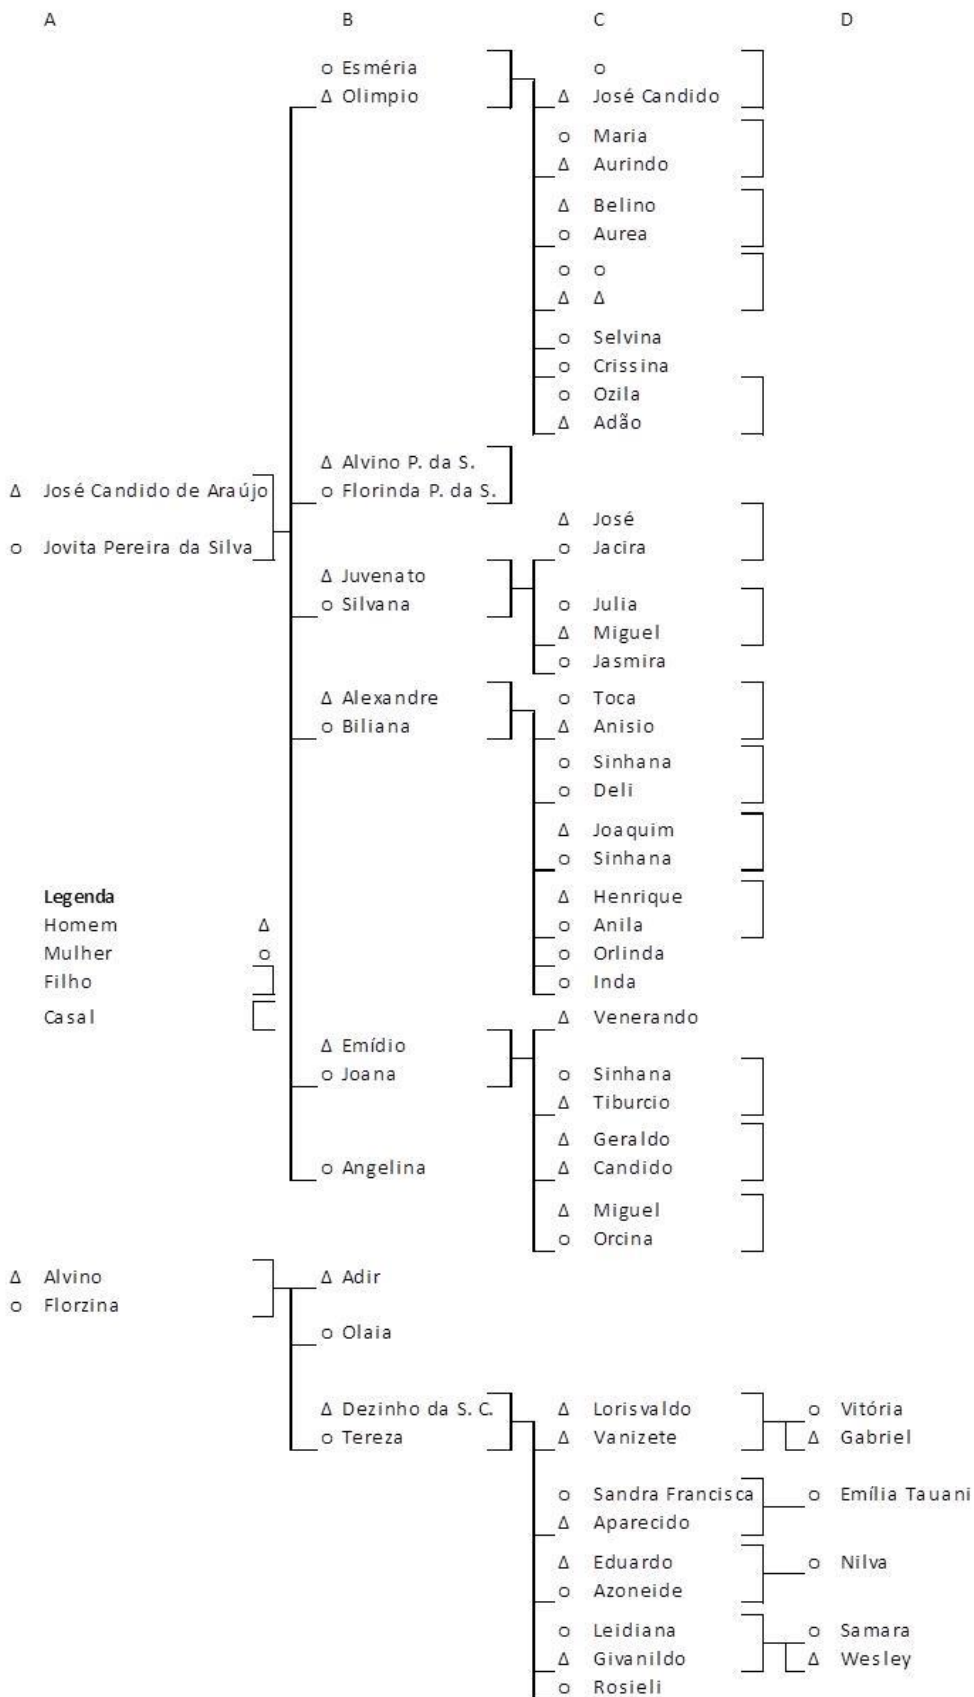 A B C D
o Esméria
Δ Olimpio
o
Δ José Candido
o Maria
Δ Aurindo
Δ Belino
o Aurea
o o
Δ Δ
o Selvina
o Crissina
o Ozila
Δ Adão
Δ José Candido de Araújo
o Jovita Pereira da Silva
Δ Alvino P. da S.
o Florinda P. da S.
Δ José
o Jacira
Δ Juvenato
o Silvana
o Julia
Δ Miguel
o Jasmira
Δ Alexandre
o Biliana
o Toca
Δ Anisio
o Sinhana
o Deli
Δ Joaquim
o Sinhana
Δ Henrique
o Anila
o Orlinda
o Inda
Legenda
Homem Δ
Mulher o
Filho
Casal
Δ Venerando
Δ Emídio
o Joana
o Sinhana
Δ Tiburcio
Δ Geraldo
Δ Candido
o Angelina
Δ Miguel
o Orcina
Δ Alvino
o Florzina
Δ Adir
o Olaia
Δ Dezinho da S. C.
o Tereza
Δ Lorisvaldo
Δ Vanizete
o Vitória
Δ Gabriel
o Sandra Francisca
Δ Aparecido
o Emília Tauani
Δ Eduardo
o Azoneide
o Nilva
o Leidiana
Δ Givanildo
o Samara
Δ Wesley
o Rosieli